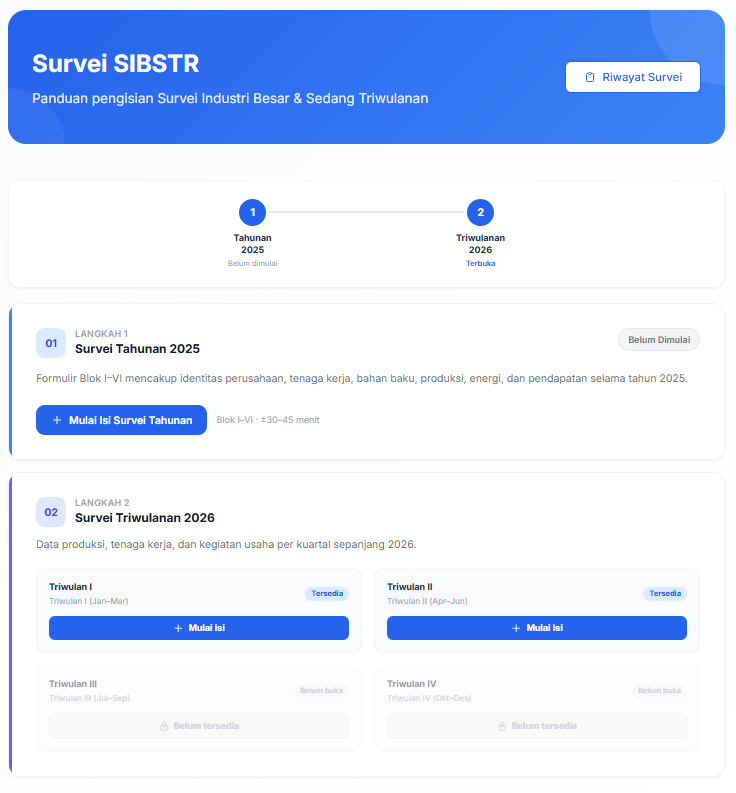 Survei SIBSTR
Panduan pengisian Survei Industri Besar & Sedang Triwulanan
Riwayat Survei
1
Tahunan
2025
Belum dimulai
2
Triwulanan
2026
Terbuka
01
LANGKAH 1
Survei Tahunan 2025
Belum Dimulai
Formulir Blok I–VI mencakup identitas perusahaan, tenaga kerja, bahan baku, produksi, energi, dan pendapatan selama tahun 2025.
+ Mulai Isi Survei Tahunan
Blok I–VI · ±30–45 menit
02
LANGKAH 2
Survei Triwulanan 2026
Data produksi, tenaga kerja, dan kegiatan usaha per kuartal sepanjang 2026.
Triwulan I
Triwulan I (Jan–Mar)
Tersedia
+ Mulai Isi
Triwulan II
Triwulan II (Apr–Jun)
Tersedia
+ Mulai Isi
Triwulan III
Triwulan III (Jul–Sep)
Belum buka
Belum tersedia
Triwulan IV
Triwulan IV (Okt–Des)
Belum buka
Belum tersedia